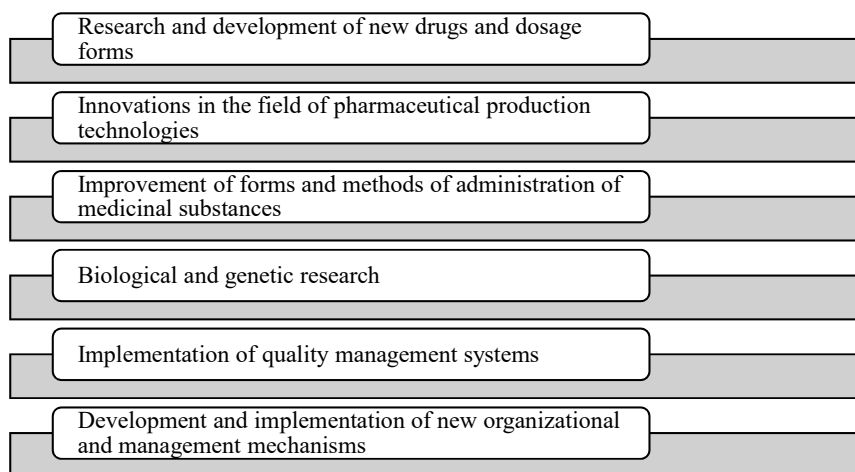 Research and development of new drugs and dosage
forms
Innovations in the field of pharmaceutical production
technologies
Improvement of forms and methods of administration of
medicinal substances
Biological and genetic research
Implementation of quality management systems
Development and implementation of new organizational
and management mechanisms